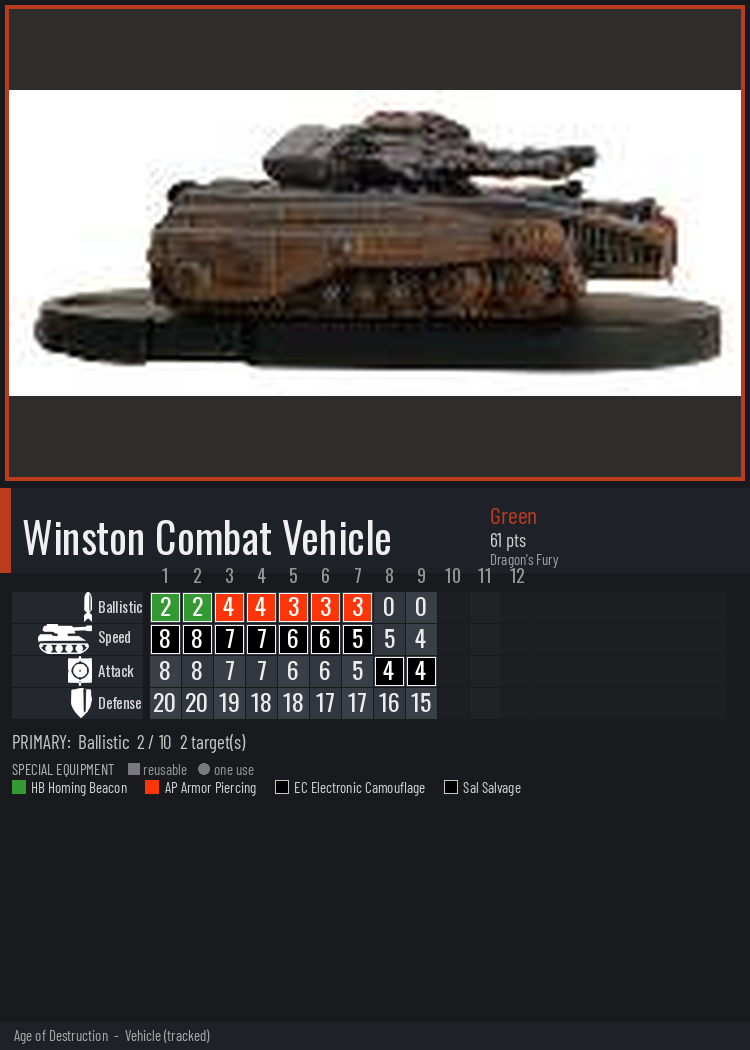 Winston Combat Vehicle
Green
61 pts
Dragon's Fury
1 2 3 4 5 6 7 8 9 10 11 12
Ballistic 2 2 4 4 3 3 3 0 0
Speed 8 8 7 7 6 6 5 5 4
Attack 8 8 7 7 6 6 5 4 4
Defense 20 20 19 18 18 17 17 16 15
PRIMARY: Ballistic 2 / 10 2 target(s)
SPECIAL EQUIPMENT reusable one use
HB Homing Beacon AP Armor Piercing EC Electronic Camouflage Sal Salvage
Age of Destruction - Vehicle (tracked)